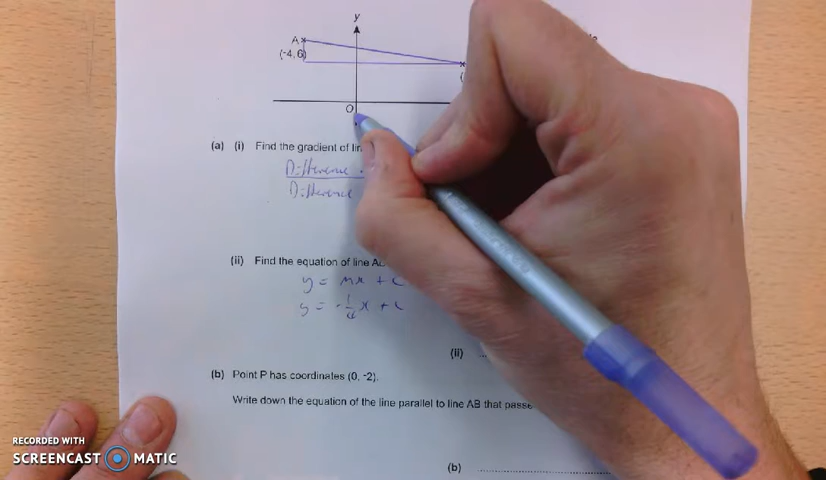 y
A
(-4, 6)
O
(a) (i) Find the gradient of
Difference
Difference
(ii) Find the equation of line
y = mx + c
y = -1/4 x + c
(ii)
(b) Point P has coordinates (0, -2).
Write down the equation of the line parallel to line AB that
(b)
RECORDED WITH
SCREENCAST MATIC